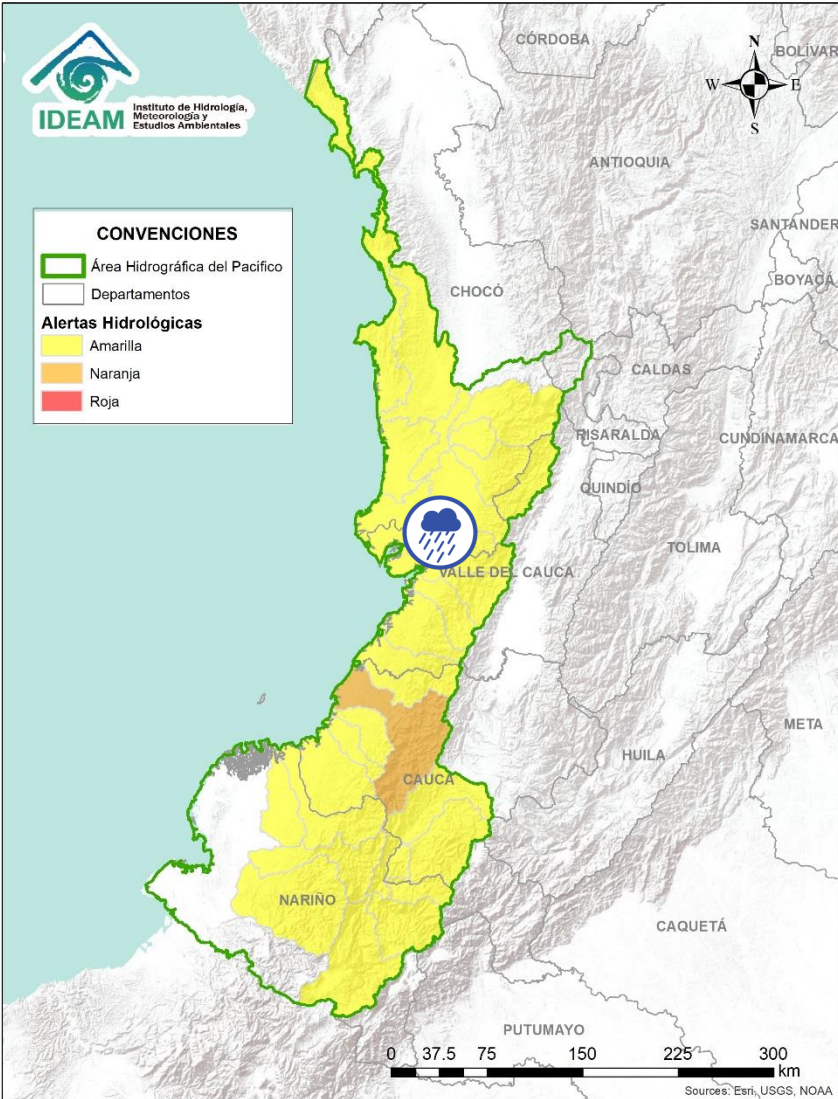 IDEAM
Instituto de Hidrología,
Meteorología y
Estudios Ambientales
N
W E
S
CÓRDOBA
BOLÍVAR
ANTIOQUIA
SANTANDER
BOYACÁ
CHOCÓ
CALDAS
RISARALDA
CUNDINAMARCA
QUINDÍO
TOLIMA
VALLE DEL CAUCA
META
HUILA
CAUCA
NARIÑO
CAQUETÁ
PUTUMAYO
CONVENCIONES
Área Hidrográfica del Pacifico
Departamentos
Alertas Hidrológicas
Amarilla
Naranja
Roja
0 37.5 75 150 225 300
km
Sources: Esri, USGS, NOAA